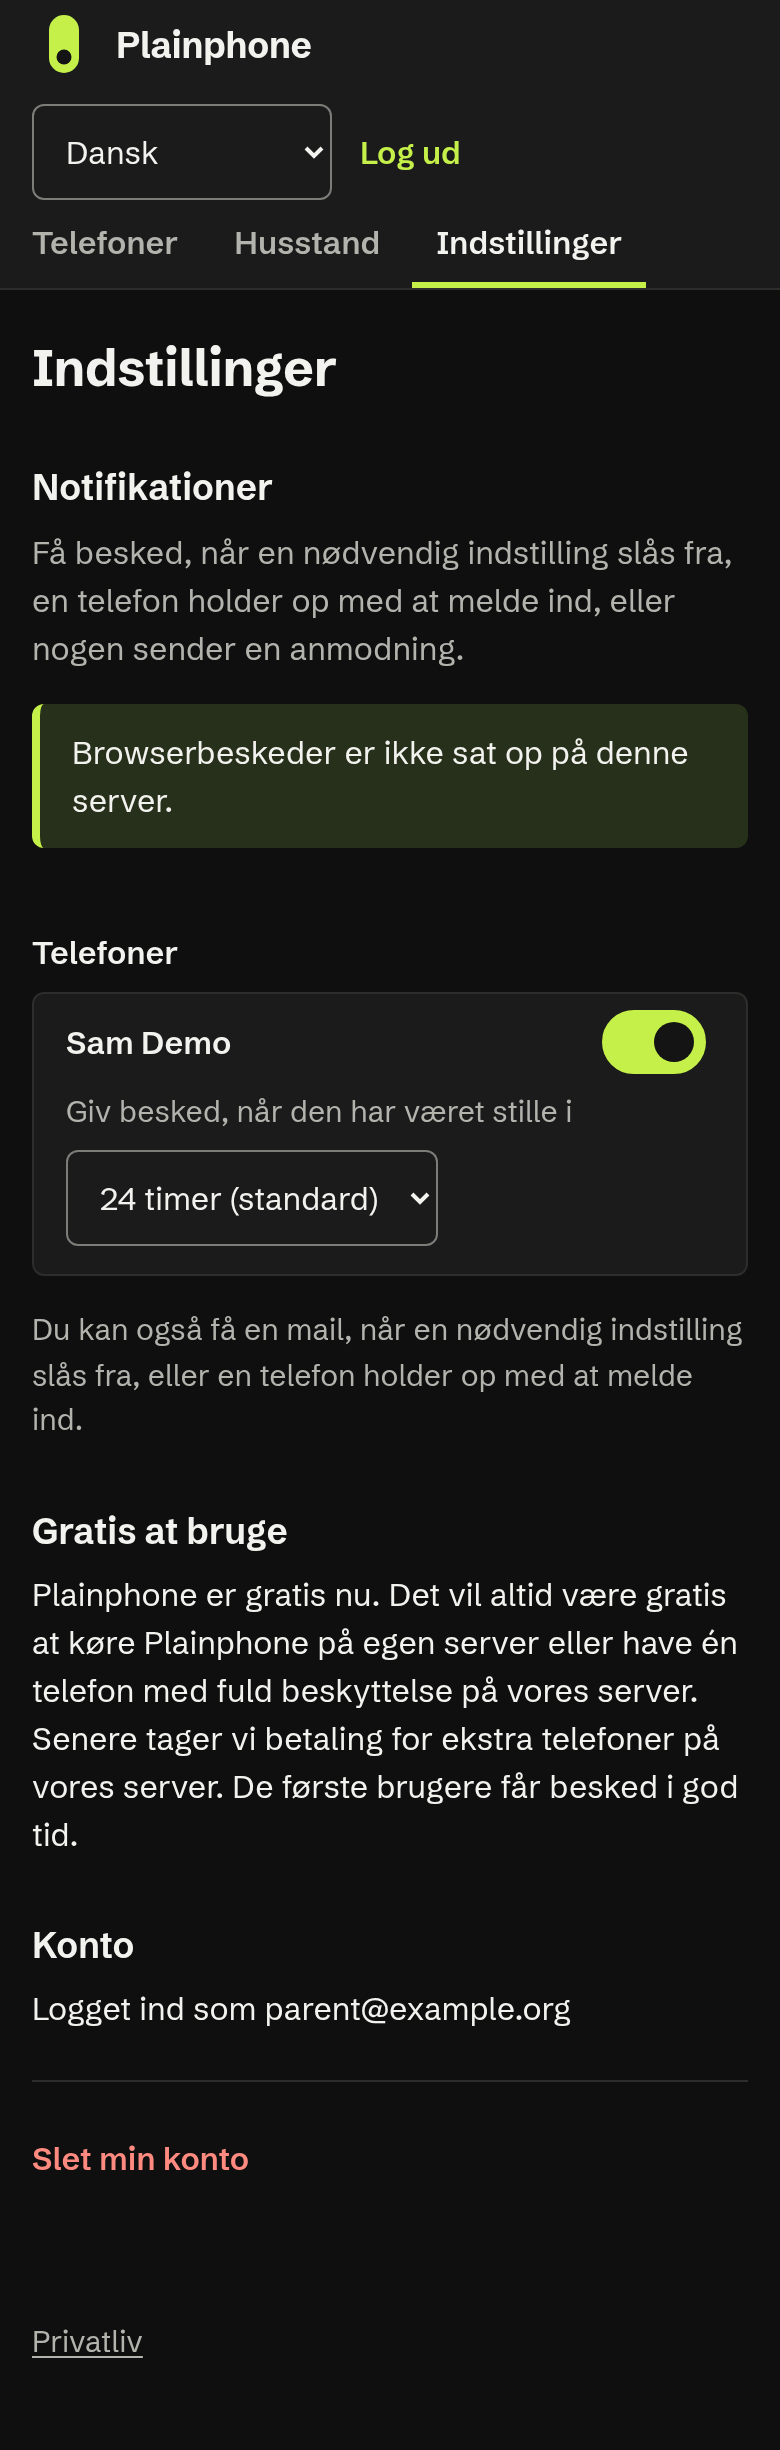 Plainphone
Dansk
Log ud
Telefoner
Husstand
Indstillinger
Indstillinger
Notifikationer
Få besked, når en nødvendig indstilling slås fra,
en telefon holder op med at melde ind, eller
nogen sender en anmodning.
Browserbeskeder er ikke sat op på denne
server.
Telefoner
Sam Demo
Giv besked, når den har været stille i
24 timer (standard)
Du kan også få en mail, når en nødvendig indstilling
slås fra, eller en telefon holder op med at melde
ind.
Gratis at bruge
Plainphone er gratis nu. Det vil altid være gratis
at køre Plainphone på egen server eller have én
telefon med fuld beskyttelse på vores server.
Senere tager vi betaling for ekstra telefoner på
vores server. De første brugere får besked i god
tid.
Konto
Logget ind som parent@example.org
Slet min konto
Privatliv